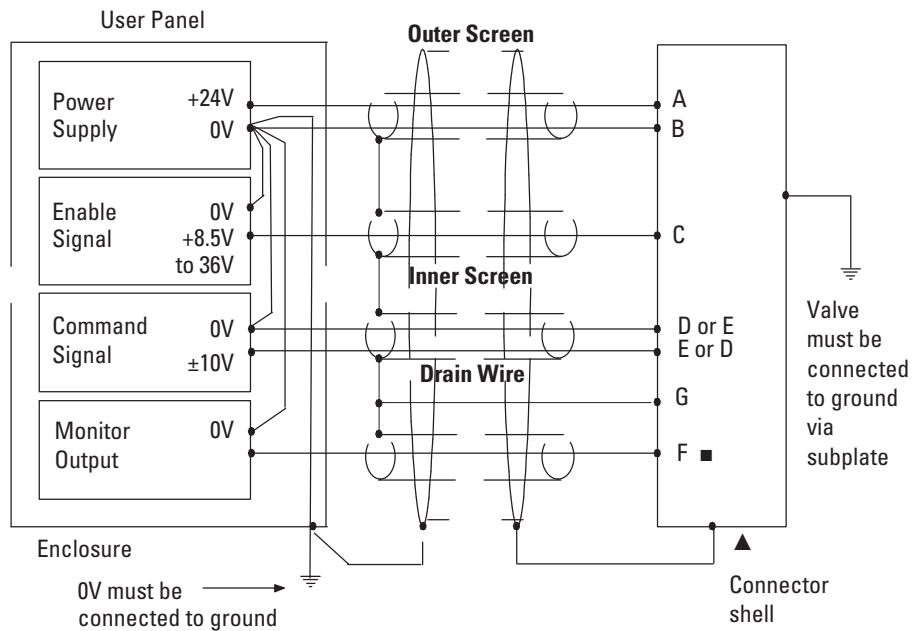 User Panel
Outer Screen
Power
Supply
+24V
0V
A
B
Enable
Signal
0V
+8.5V
to 36V
C
Inner Screen
Command
Signal
0V
±10V
D or E
E or D
Drain Wire
G
Monitor
Output
0V
F ■
Valve
must be
connected
to ground
via
subplate
Enclosure
0V must be
connected to ground
▲
Connector
shell